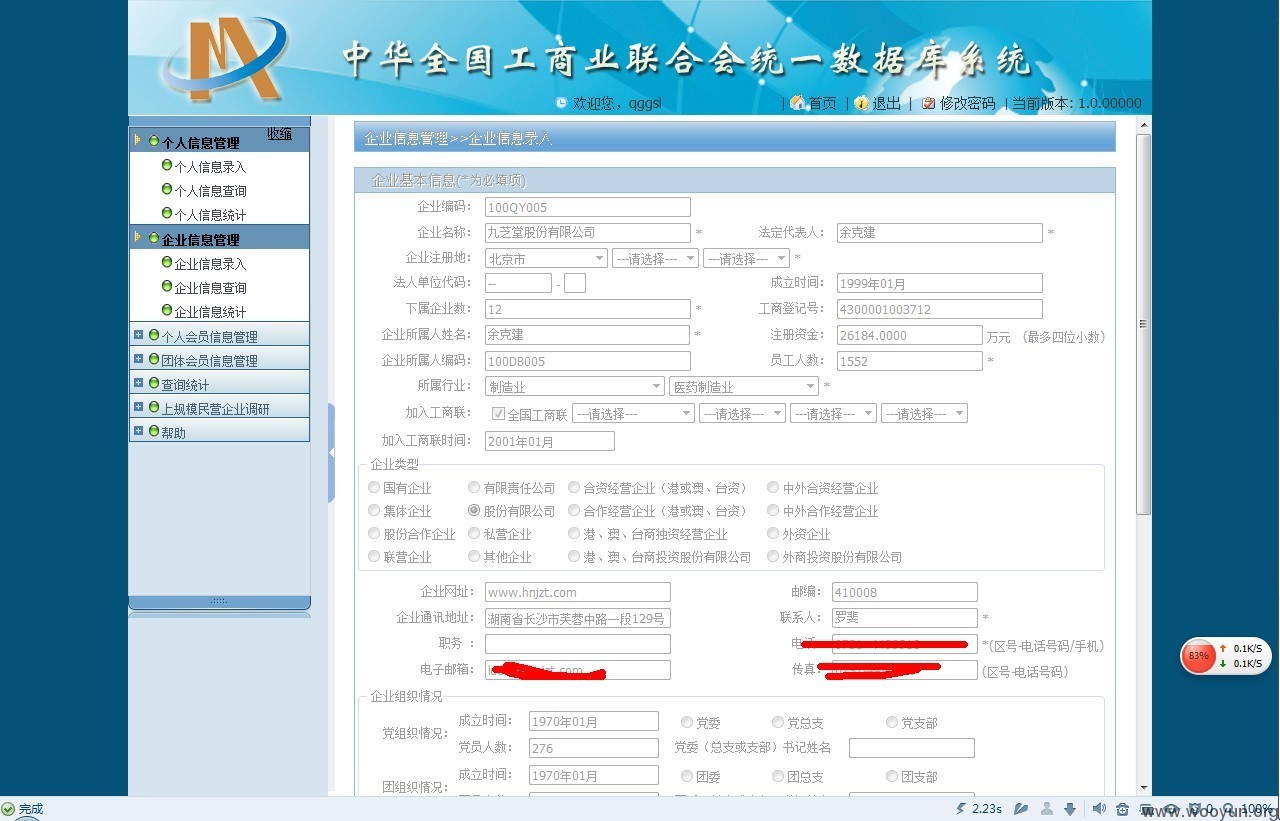 中华全国工商业联合会统一数据库系统
欢迎您，qggsl | 首页 | 退出 | 修改密码 | 当前版本: 1.0.00000
收缩
个人信息管理
个人信息录入
个人信息查询
个人信息统计
企业信息管理
企业信息录入
企业信息查询
企业信息统计
个人会员信息管理
团体会员信息管理
查询统计
上规模民营企业调研
帮助
企业信息管理>>企业信息录入
企业基本信息(*为必填项)
企业编码： 100QY005
企业名称： 九芝堂股份有限公司 * 法定代表人： 余克建 *
企业注册地： 北京市 ---请选择--- ---请选择--- *
法人单位代码： -- - 成立时间： 1999年01月
下属企业数： 12 * 工商登记号： 4300001003712
企业所属人姓名： 余克建 * 注册资金： 26184.0000 万元 （最多四位小数）
企业所属人编码： 100DB005 员工人数： 1552 *
所属行业： 制造业 医药制造业 *
加入工商联： 全国工商联 ---请选择--- ---请选择--- ---请选择--- ---请选择---
加入工商联时间： 2001年01月
企业类型
国有企业 有限责任公司 合资经营企业（港或澳、台资） 中外合资经营企业
集体企业 股份有限公司 合作经营企业（港或澳、台资） 中外合作经营企业
股份合作企业 私营企业 港、澳、台商独资经营企业 外资企业
联营企业 其他企业 港、澳、台商投资股份有限公司 外商投资股份有限公司
企业网址： www.hnjzt.com 邮编： 410008
企业通讯地址： 湖南省长沙市芙蓉中路一段129号 联系人： 罗斐 *
职务 ： *(区号-电话号码/手机)
电子邮箱： 传真： (区号-电话号码)
企业组织情况
党组织情况： 成立时间： 1970年01月 党委 党总支 党支部
党员人数： 276 党委（总支或支部）书记姓名
团组织情况： 成立时间： 1970年01月 团委 团总支 团支部
83% 0.1K/S
0.1K/S
完成 2.23s 0 100%
www.wooyun.org